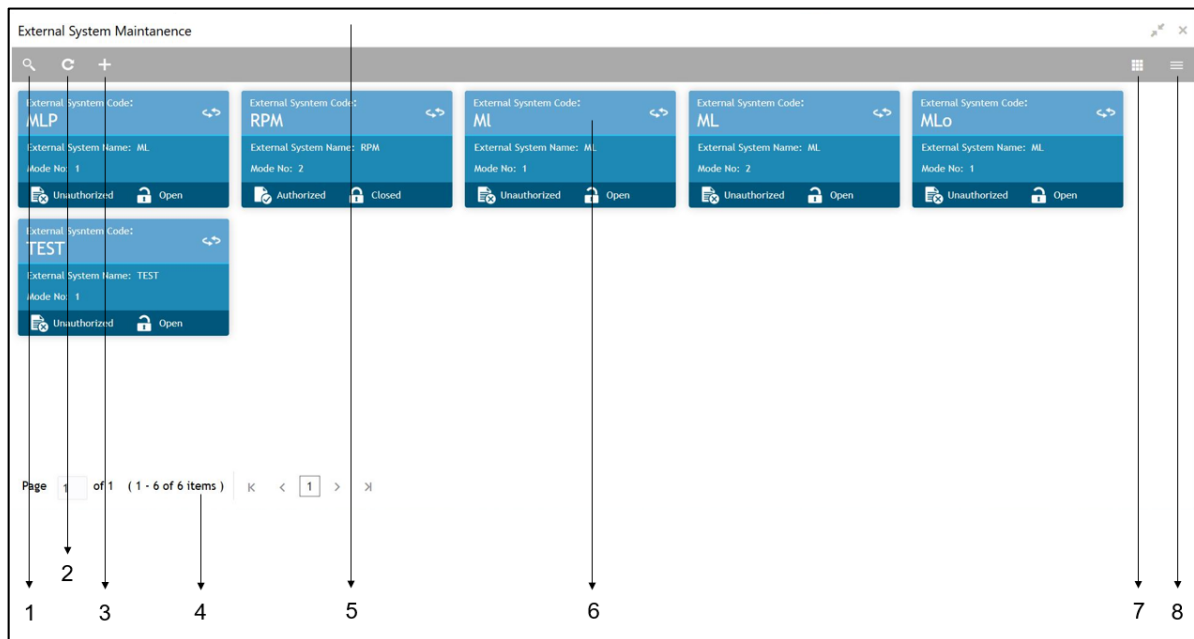 External System Maintanence
External Sysntem Code:
MLP
External System Name: ML
Mode No: 1
Unauthorized Open
External Sysntem Code:
RPM
External System Name: RPM
Mode No: 2
Authorized Closed
External Sysntem Code:
Ml
External System Name: ML
Mode No: 1
Unauthorized Open
External Sysntem Code:
ML
External System Name: ML
Mode No: 2
Unauthorized Open
External Sysntem Code:
MLo
External System Name: ML
Mode No: 1
Unauthorized Open
External Sysntem Code:
TEST
External System Name: TEST
Mode No: 1
Unauthorized Open
Page 1 of 1 ( 1 - 6 of 6 items ) 1
1 2 3 4 5 6 7 8